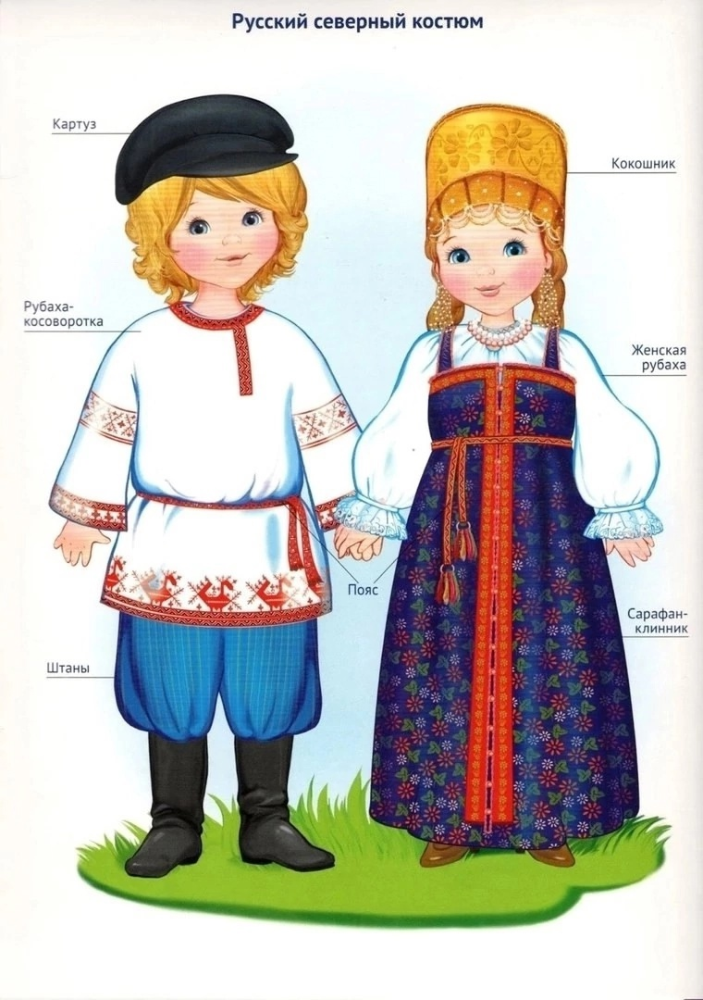 Русский северный костюм
Картуз
Кокошник
Рубаха-
косоворотка
Женская
рубаха
Пояс
Сарафан-
клинник
Штаны